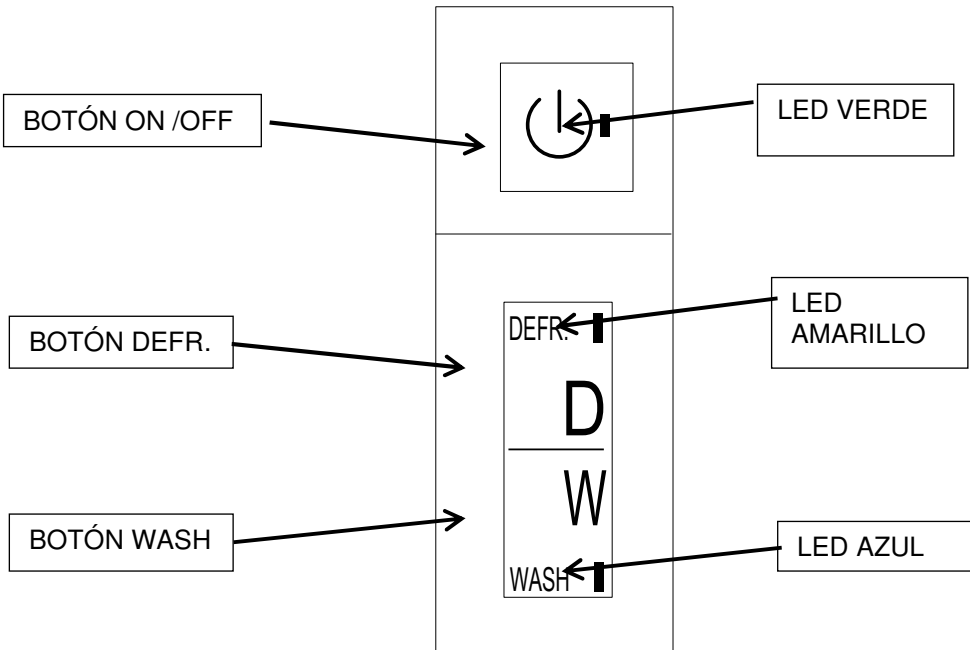 BOTÓN ON /OFF
LED VERDE
BOTÓN DEFR.
DEFR.
LED
AMARILLO
D
W
BOTÓN WASH
WASH
LED AZUL